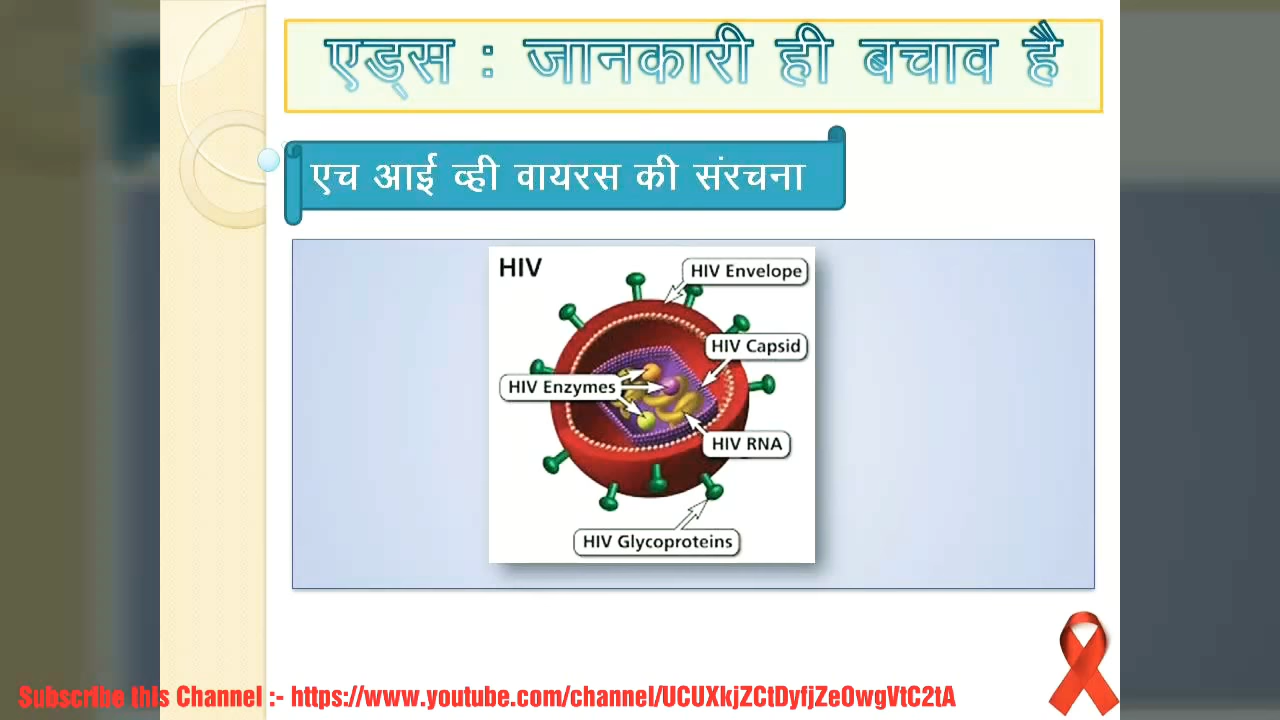 एड्स : जानकारी ही बचाव है
एच आई व्ही वायरस की संरचना
HIV
HIV Envelope
HIV Capsid
HIV Enzymes
HIV RNA
HIV Glycoproteins
Subscribe this Channel :- https://www.youtube.com/channel/UCUXkjZCtDyfjZeOwgVtC2tA